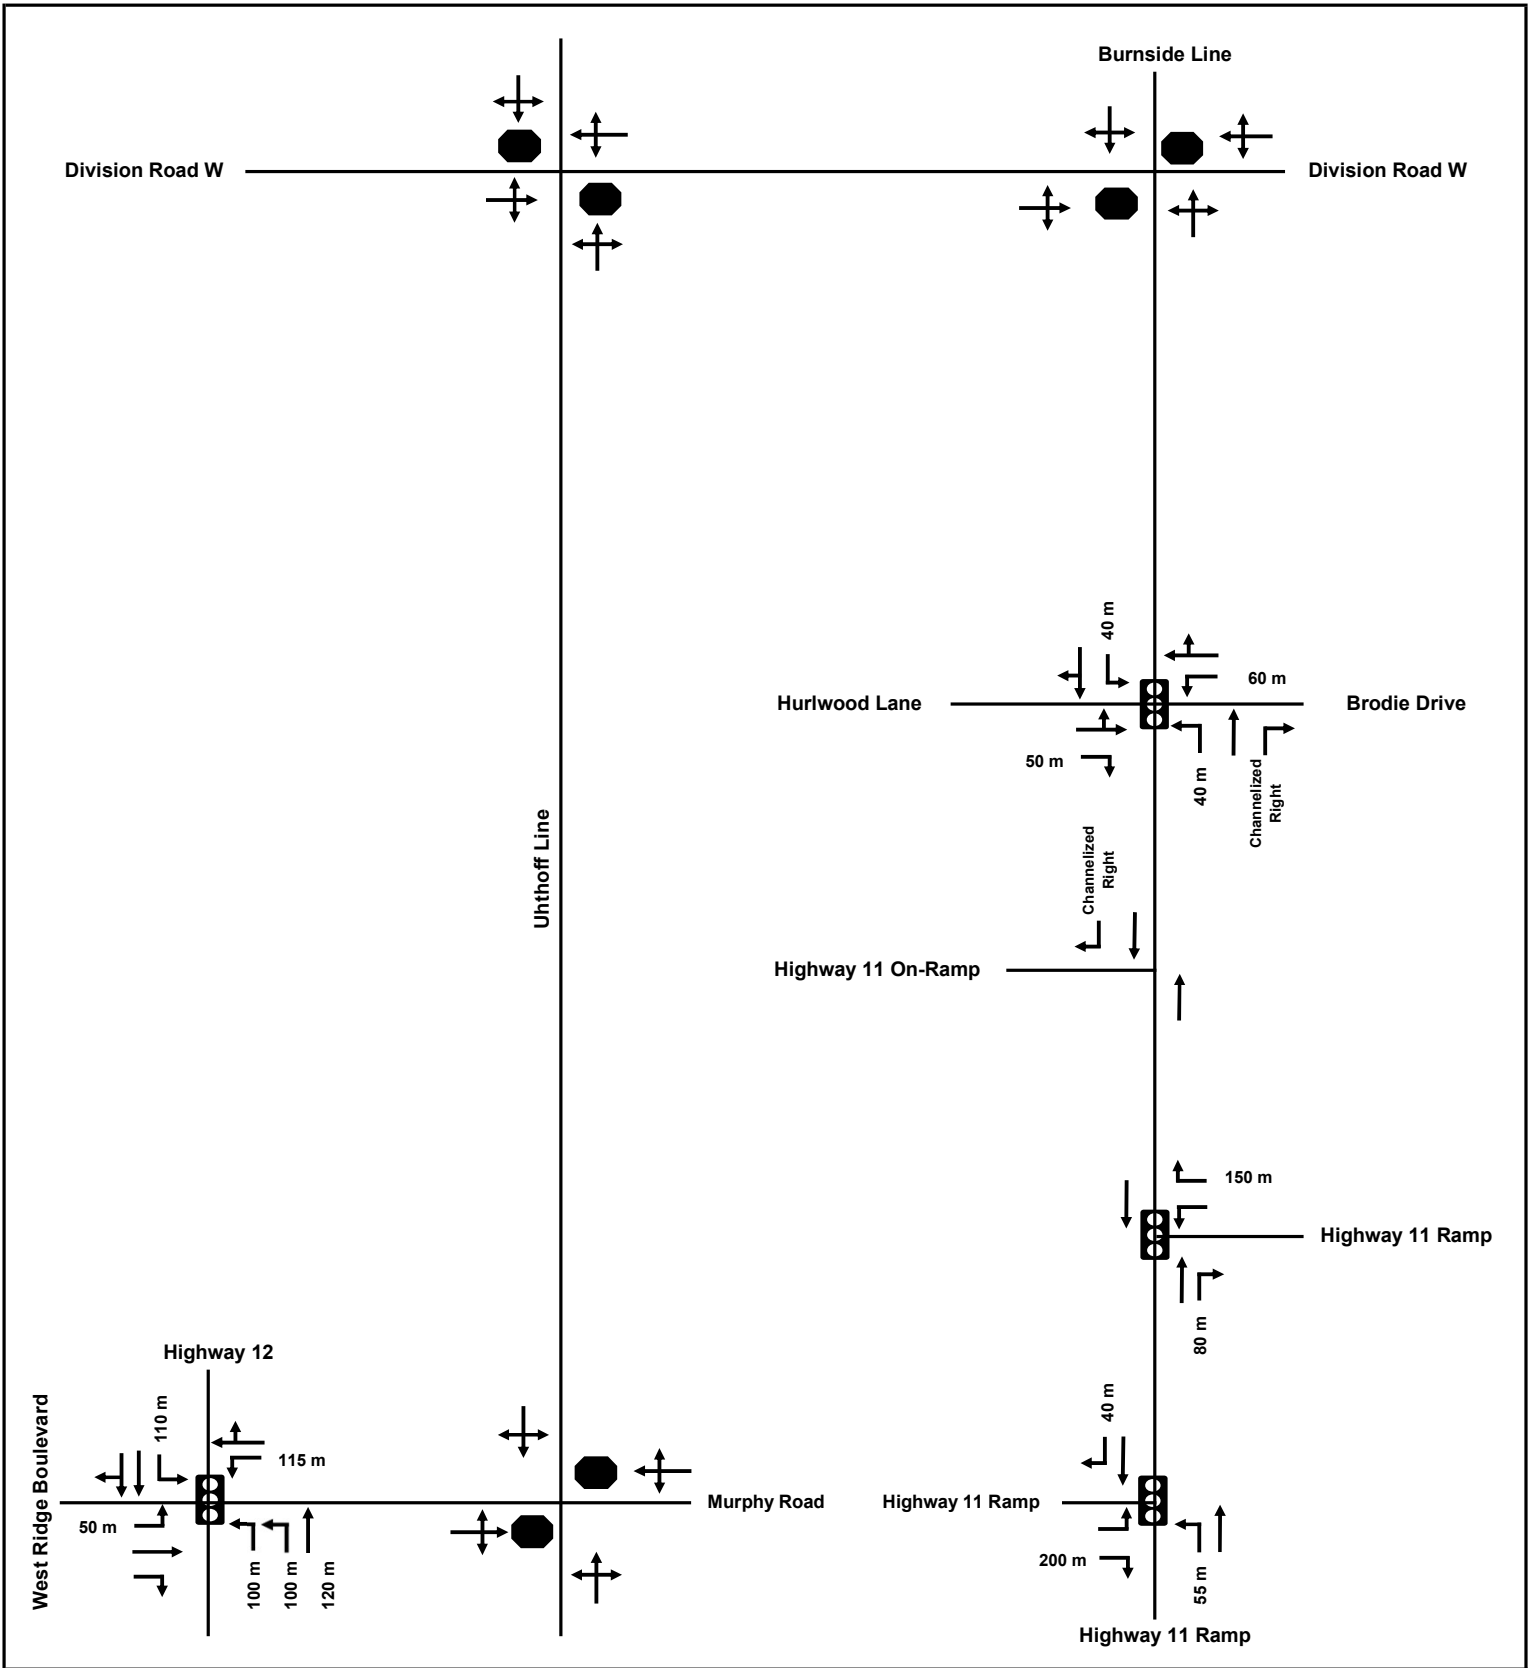 Burnside Line
Division Road W
Division Road W
40 m
60 m
Hurlwood Lane
Brodie Drive
50 m
40 m
Channelized
Right
Uhthoff Line
Channelized
Right
Highway 11 On-Ramp
150 m
Highway 11 Ramp
80 m
Highway 12
West Ridge Boulevard
110 m
115 m
40 m
50 m
Murphy Road
Highway 11 Ramp
100 m
100 m
120 m
200 m
55 m
Highway 11 Ramp